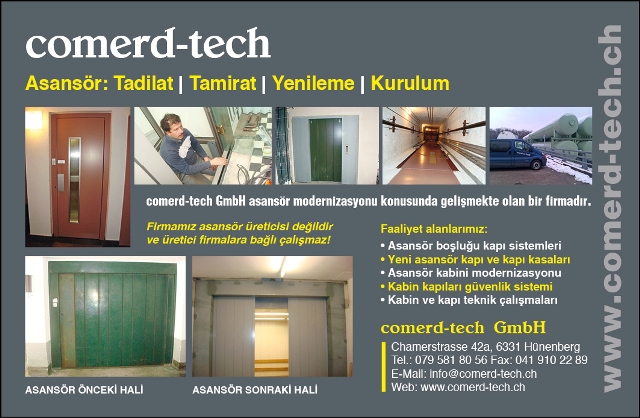 comerd-tech
Asansör: Tadilat | Tamirat | Yenileme | Kurulum
comerd-tech GmbH asansör modernizasyonu konusunda gelişmekte olan bir firmadır.
Firmamız asansör üreticisi değildir
ve üretici firmalara bağlı çalışmaz!
Faaliyet alanlarımız:
• Asansör boşluğu kapı sistemleri
• Yeni asansör kapı ve kapı kasaları
• Asansör kabini modernizasyonu
• Kabin kapıları güvenlik sistemi
• Kabin ve kapı teknik çalışmaları
comerd-tech GmbH
Chamerstrasse 42a, 6331 Hünenberg
Tel.: 079 581 80 56 Fax: 041 910 22 89
E-Mail: info@comerd-tech.ch
Web: www.comerd-tech.ch
ASANSÖR ÖNCEKİ HALİ
ASANSÖR SONRAKİ HALİ
www.comerd-tech.ch